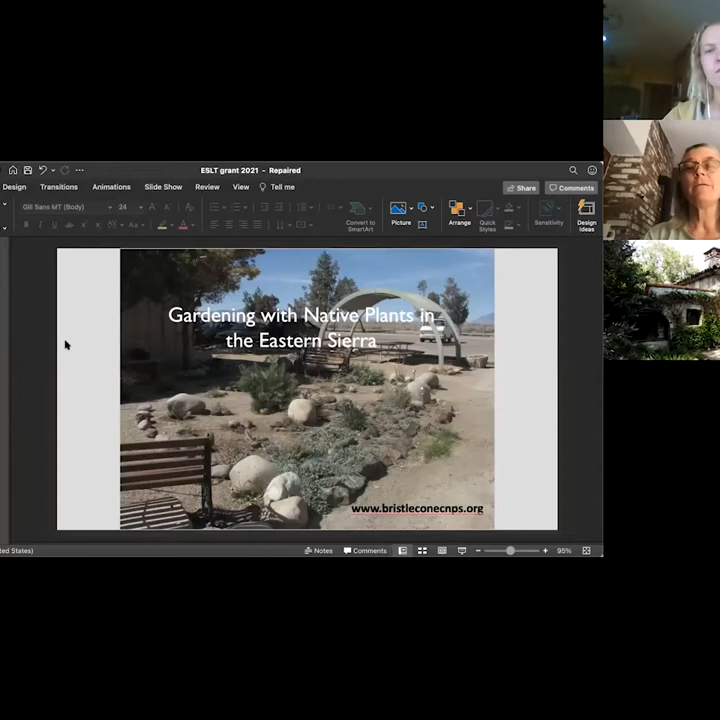 ESLT grant 2021 - Repaired
Design Transitions Animations Slide Show Review View Tell me
Share Comments
Gill Sans MT (Body) 24
Convert to SmartArt
Picture
Arrange
Quick Styles
Sensitivity
Design Ideas
Gardening with Native Plants in
the Eastern Sierra
www.bristleconecnps.org
ted States) Notes Comments 95%